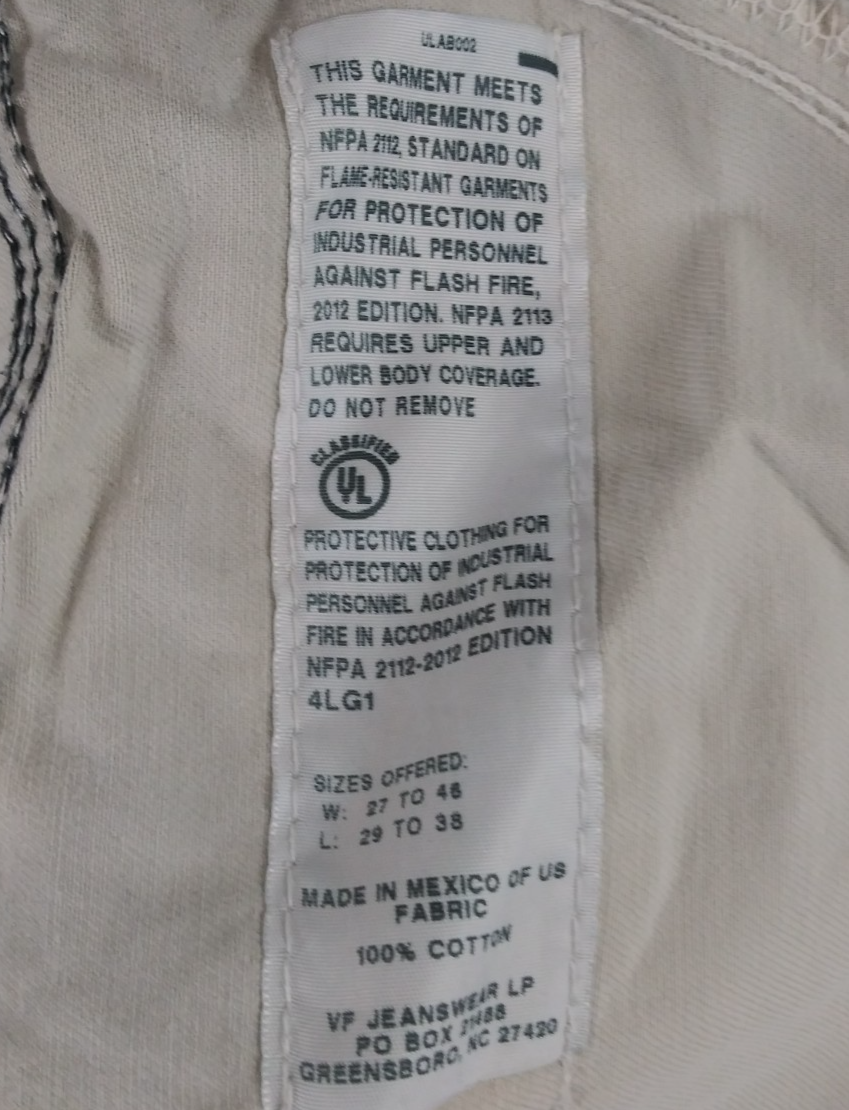 ULAB002
THIS GARMENT MEETS
THE REQUIREMENTS OF
NFPA 2112, STANDARD ON
FLAME-RESISTANT GARMENTS
FOR PROTECTION OF
INDUSTRIAL PERSONNEL
AGAINST FLASH FIRE,
2012 EDITION. NFPA 2113
REQUIRES UPPER AND
LOWER BODY COVERAGE.
DO NOT REMOVE
CLASSIFIED
UL
PROTECTIVE CLOTHING FOR
PROTECTION OF INDUSTRIAL
PERSONNEL AGAINST FLASH
FIRE IN ACCORDANCE WITH
NFPA 2112-2012 EDITION
4LG1
SIZES OFFERED:
W: 27 TO 46
L: 29 TO 38
MADE IN MEXICO OF US
FABRIC
100% COTTON
VF JEANSWEAR LP
PO BOX 21488
GREENSBORO, NC 27420